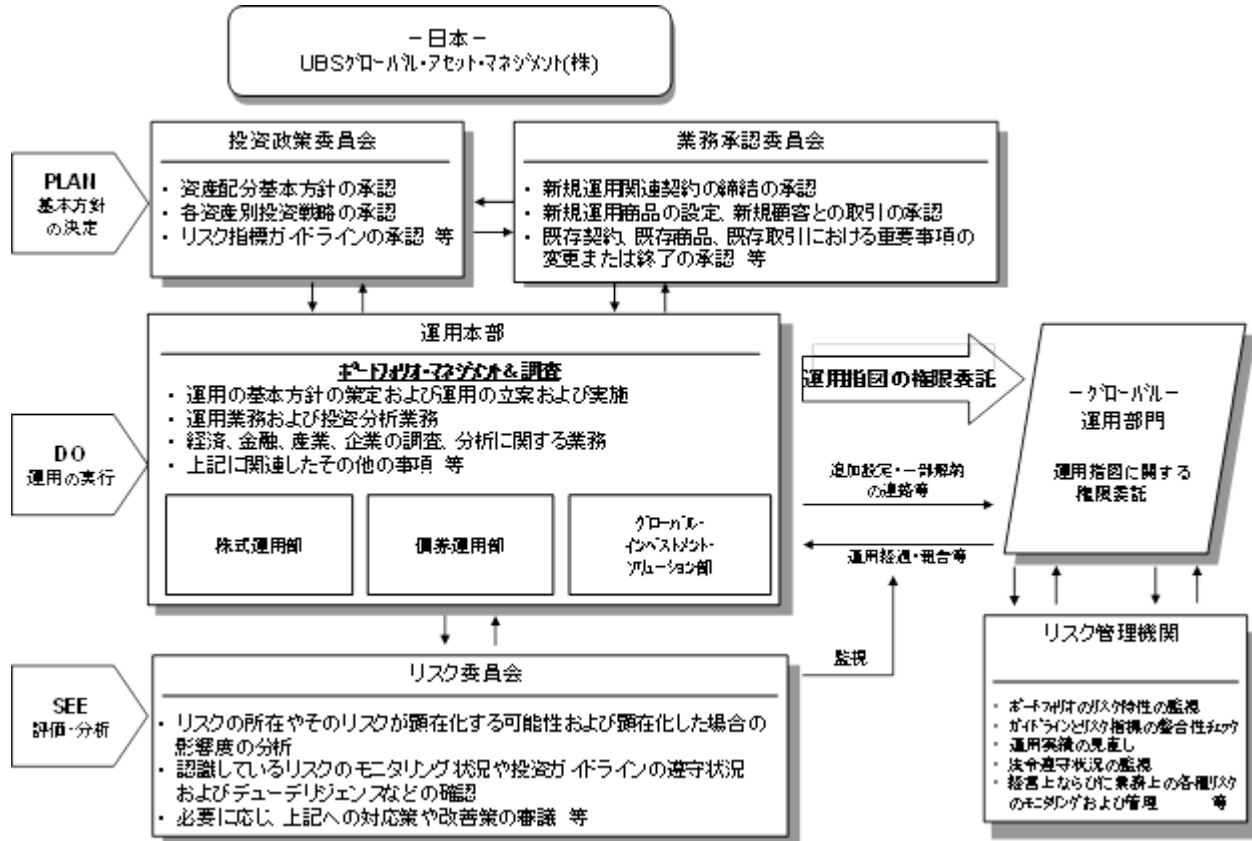 －日本－
UBSｸﾞﾛｰﾊﾞﾙ・ｱｾｯﾄ・ﾏﾈｼﾞﾒﾝﾄ(株)
PLAN
基本方針
の決定
投資政策委員会
・ 資産配分基本方針の承認
・ 各資産別投資戦略の承認
・ リスク指標ガイドラインの承認 等
業務承認委員会
・ 新規運用関連契約の締結の承認
・ 新規運用商品の設定、新規顧客との取引の承認
・ 既存契約、既存商品、既存取引における重要事項の
変更または終了の承認 等
DO
運用の実行
運用本部
ﾎﾟｰﾄﾌｫﾘｵ・ﾏﾈｼﾞﾒﾝﾄ＆調査
・ 運用の基本方針の策定および運用の立案および実施
・ 運用業務および投資分析業務
・ 経済、金融、産業、企業の調査、分析に関する業務
・ 上記に関連したその他の事項 等
株式運用部
債券運用部
ｸﾞﾛｰﾊﾞﾙ・
ｲﾝﾍﾞｽﾄﾒﾝﾄ・
ｿﾘｭｰｼｮﾝ部
運用指図の権限委託
追加設定・一部解約
の連絡等
運用経過・報告等
監視
－ｸﾞﾛｰﾊﾞﾙ－
運用部門
運用指図に関する
権限委託
SEE
評価・分析
リスク委員会
・ リスクの所在やそのリスクが顕在化する可能性および顕在化した場合の
影響度の分析
・ 認識しているリスクのモニタリング状況や投資ガイドラインの遵守状況
およびデューデリジェンスなどの確認
・ 必要に応じ、上記への対応策や改善策の審議 等
リスク管理機関
・ ﾎﾟｰﾄﾌｫﾘｵのﾘｽｸ特性の監視
・ ｶﾞｲﾄﾞﾗｲﾝとﾘｽｸ指標の整合性ﾁｪｯｸ
・ 運用実績の見直し
・ 法令遵守状況の監視
・ 経営上ならびに業務上の各種ﾘｽｸ
のﾓﾆﾀﾘﾝｸﾞおよび管理 等